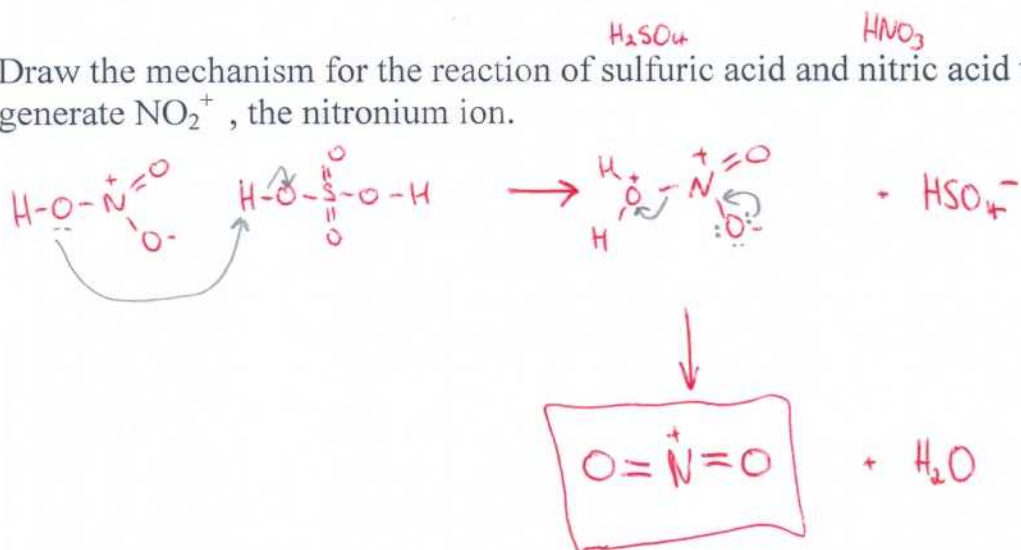 H₂SO₄ HNO₃
Draw the mechanism for the reaction of sulfuric acid and nitric acid
generate NO₂⁺ , the nitronium ion.
H-O-N⁺ =O O⁻ H-O-S-O-H O O → H H O⁺ - N⁺ =O :O:⁻ + HSO₄⁻
O=N⁺=O + H₂O